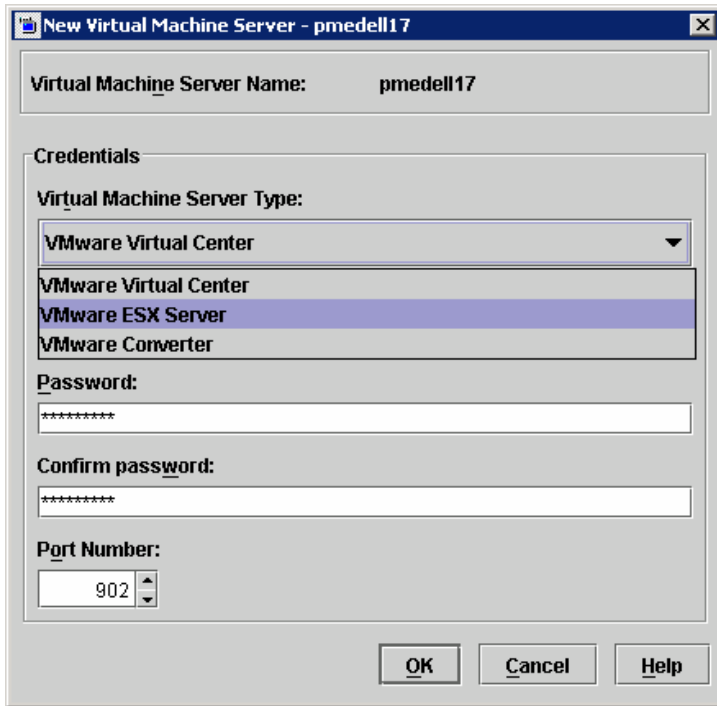 New Virtual Machine Server - pmedell17
Virtual Machine Server Name: pmedell17
Credentials
Virtual Machine Server Type:
VMware Virtual Center
VMware Virtual Center
VMware ESX Server
VMware Converter
Password:
*********
Confirm password:
*********
Port Number:
902
OK Cancel Help